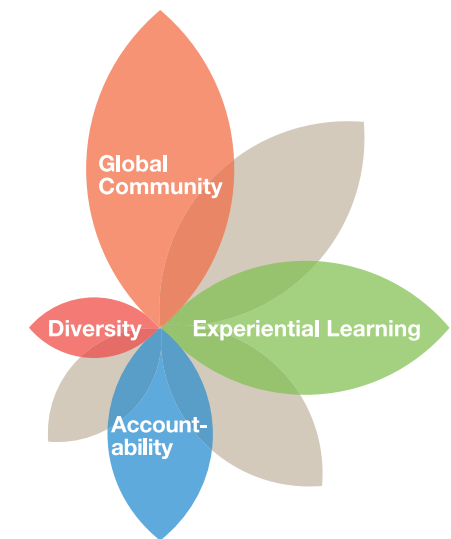 Global
Community
Diversity
Experiential Learning
Account-
ability